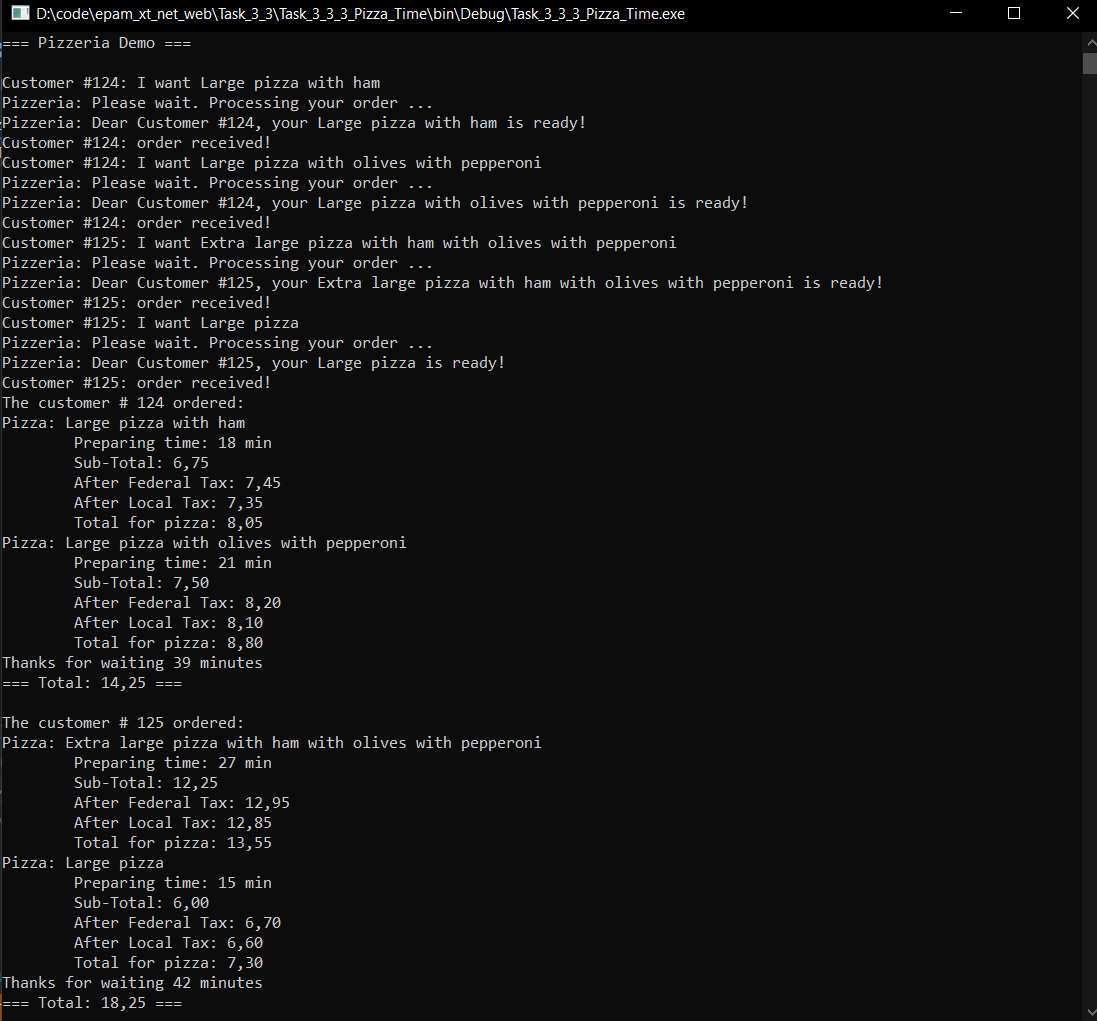 D:\code\epam_xt_net_web\Task_3_3\Task_3_3_3_Pizza_Time\bin\Debug\Task_3_3_3_Pizza_Time.exe
=== Pizzeria Demo ===
Customer #124: I want Large pizza with ham
Pizzeria: Please wait. Processing your order ...
Pizzeria: Dear Customer #124, your Large pizza with ham is ready!
Customer #124: order received!
Customer #124: I want Large pizza with olives with pepperoni
Pizzeria: Please wait. Processing your order ...
Pizzeria: Dear Customer #124, your Large pizza with olives with pepperoni is ready!
Customer #124: order received!
Customer #125: I want Extra large pizza with ham with olives with pepperoni
Pizzeria: Please wait. Processing your order ...
Pizzeria: Dear Customer #125, your Extra large pizza with ham with olives with pepperoni is ready!
Customer #125: order received!
Customer #125: I want Large pizza
Pizzeria: Please wait. Processing your order ...
Pizzeria: Dear Customer #125, your Large pizza is ready!
Customer #125: order received!
The customer # 124 ordered:
Pizza: Large pizza with ham
Preparing time: 18 min
Sub-Total: 6,75
After Federal Tax: 7,45
After Local Tax: 7,35
Total for pizza: 8,05
Pizza: Large pizza with olives with pepperoni
Preparing time: 21 min
Sub-Total: 7,50
After Federal Tax: 8,20
After Local Tax: 8,10
Total for pizza: 8,80
Thanks for waiting 39 minutes
=== Total: 14,25 ===
The customer # 125 ordered:
Pizza: Extra large pizza with ham with olives with pepperoni
Preparing time: 27 min
Sub-Total: 12,25
After Federal Tax: 12,95
After Local Tax: 12,85
Total for pizza: 13,55
Pizza: Large pizza
Preparing time: 15 min
Sub-Total: 6,00
After Federal Tax: 6,70
After Local Tax: 6,60
Total for pizza: 7,30
Thanks for waiting 42 minutes
=== Total: 18,25 ===